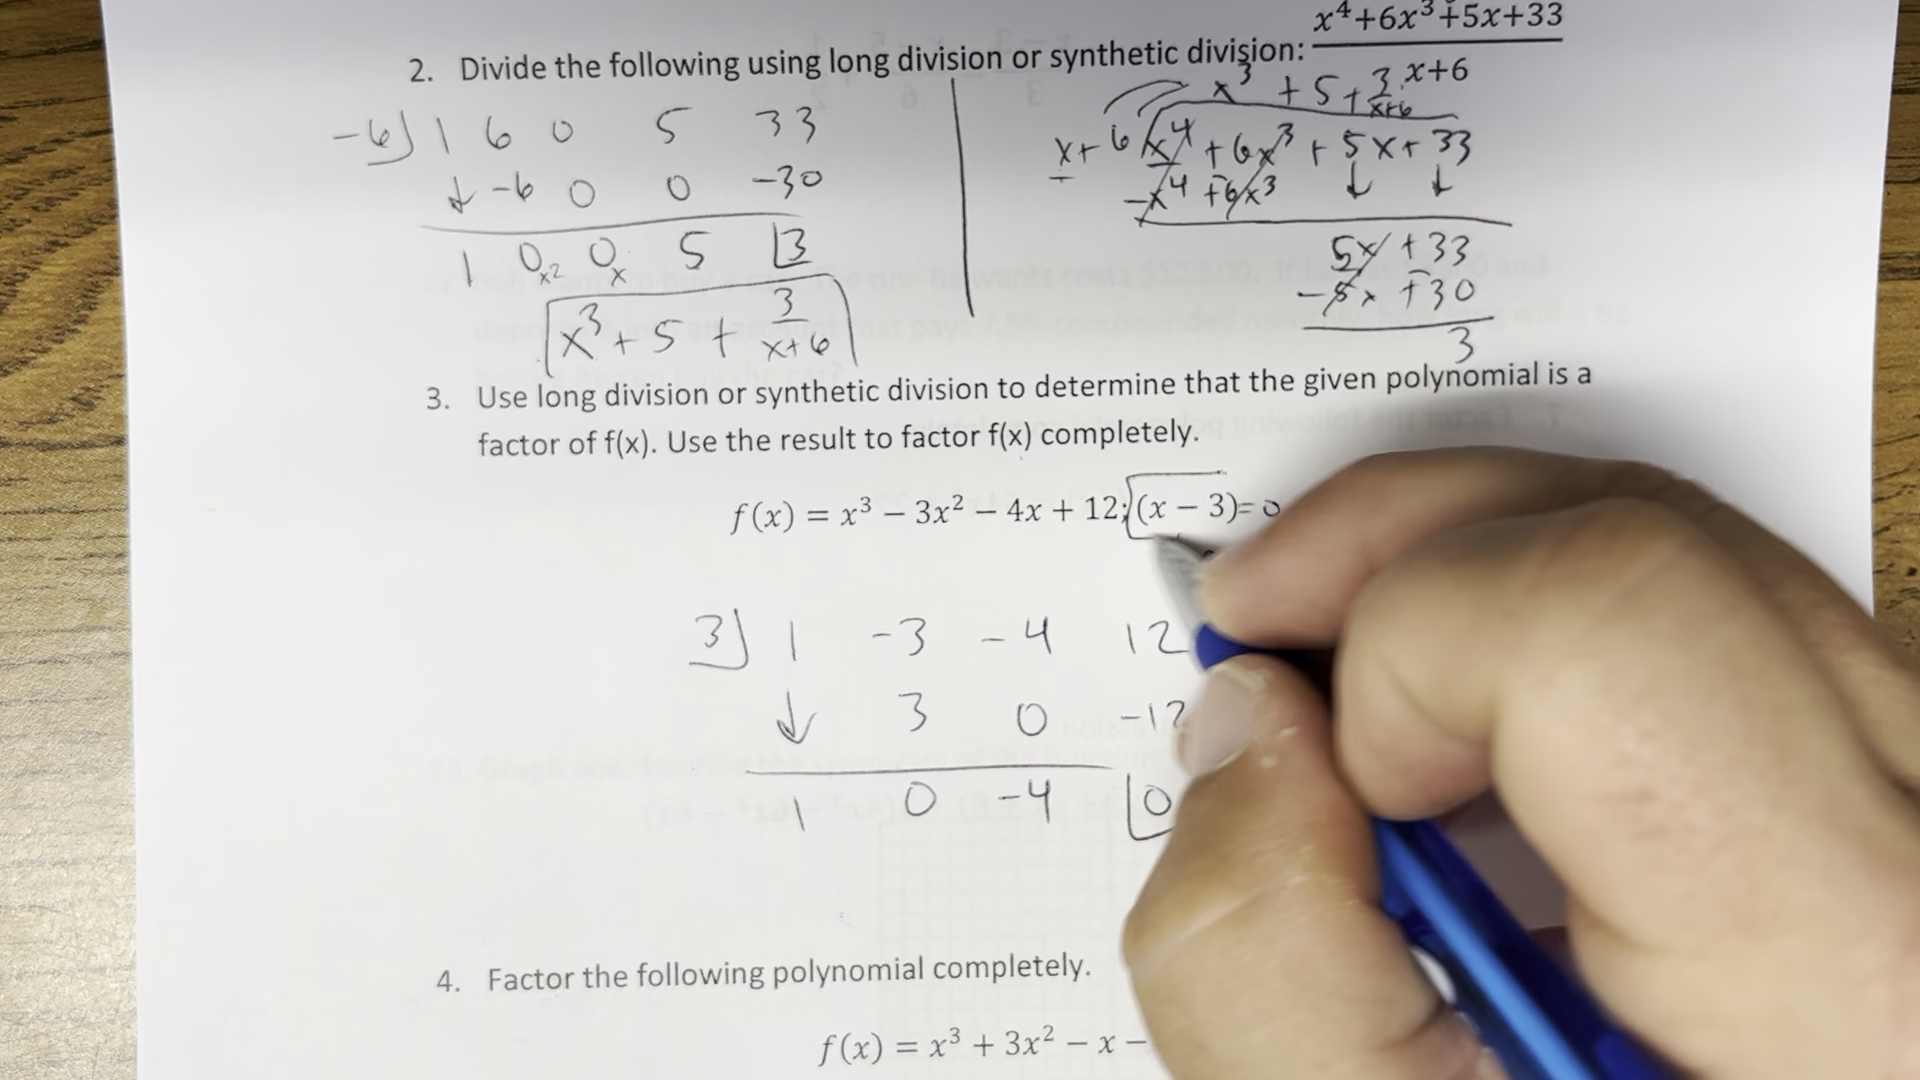 x⁴+6x³+5x+33
2. Divide the following using long division or synthetic division:
x+6
-6 1 6 0 5 33
↓ -6 0 0 -30
1 0x2 0x 5 3
x³ + 5 + 3/(x+6)
x³ + 5 + 3/(x+6)
x+6 x⁴ + 6x³ + 5x + 33
-x⁴ + 6x³ ↓ ↓
5x + 33
-5x + 30
3
3. Use long division or synthetic division to determine that the given polynomial is a
factor of f(x). Use the result to factor f(x) completely.
f(x) = x³ − 3x² − 4x + 12; (x − 3)=0
3 1 -3 -4 12
↓ 3 0 -12
1 0 -4 0
4. Factor the following polynomial completely.
f(x) = x³ + 3x² − x −